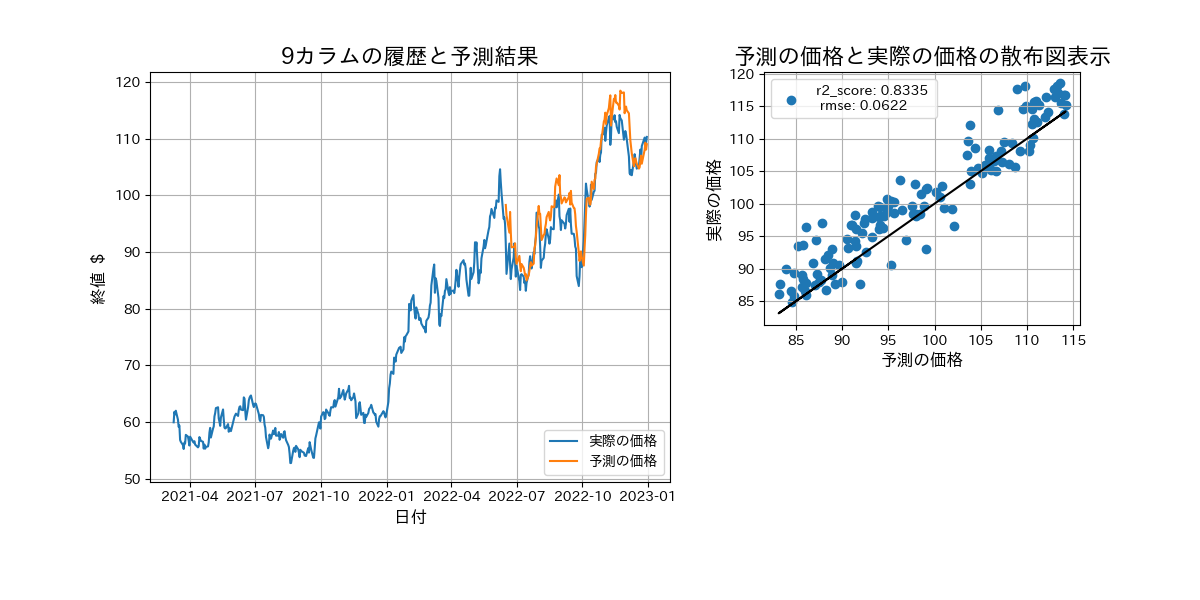 9カラムの履歴と予測結果
120
110
100
90
80
70
60
50
終値 $
2021-04 2021-07 2021-10 2022-01 2022-04 2022-07 2022-10 2023-01
日付
実際の価格
予測の価格
予測の価格と実際の価格の散布図表示
r2_score: 0.8335
rmse: 0.0622
120
115
110
105
100
95
90
85
実際の価格
85 90 95 100 105 110 115
予測の価格